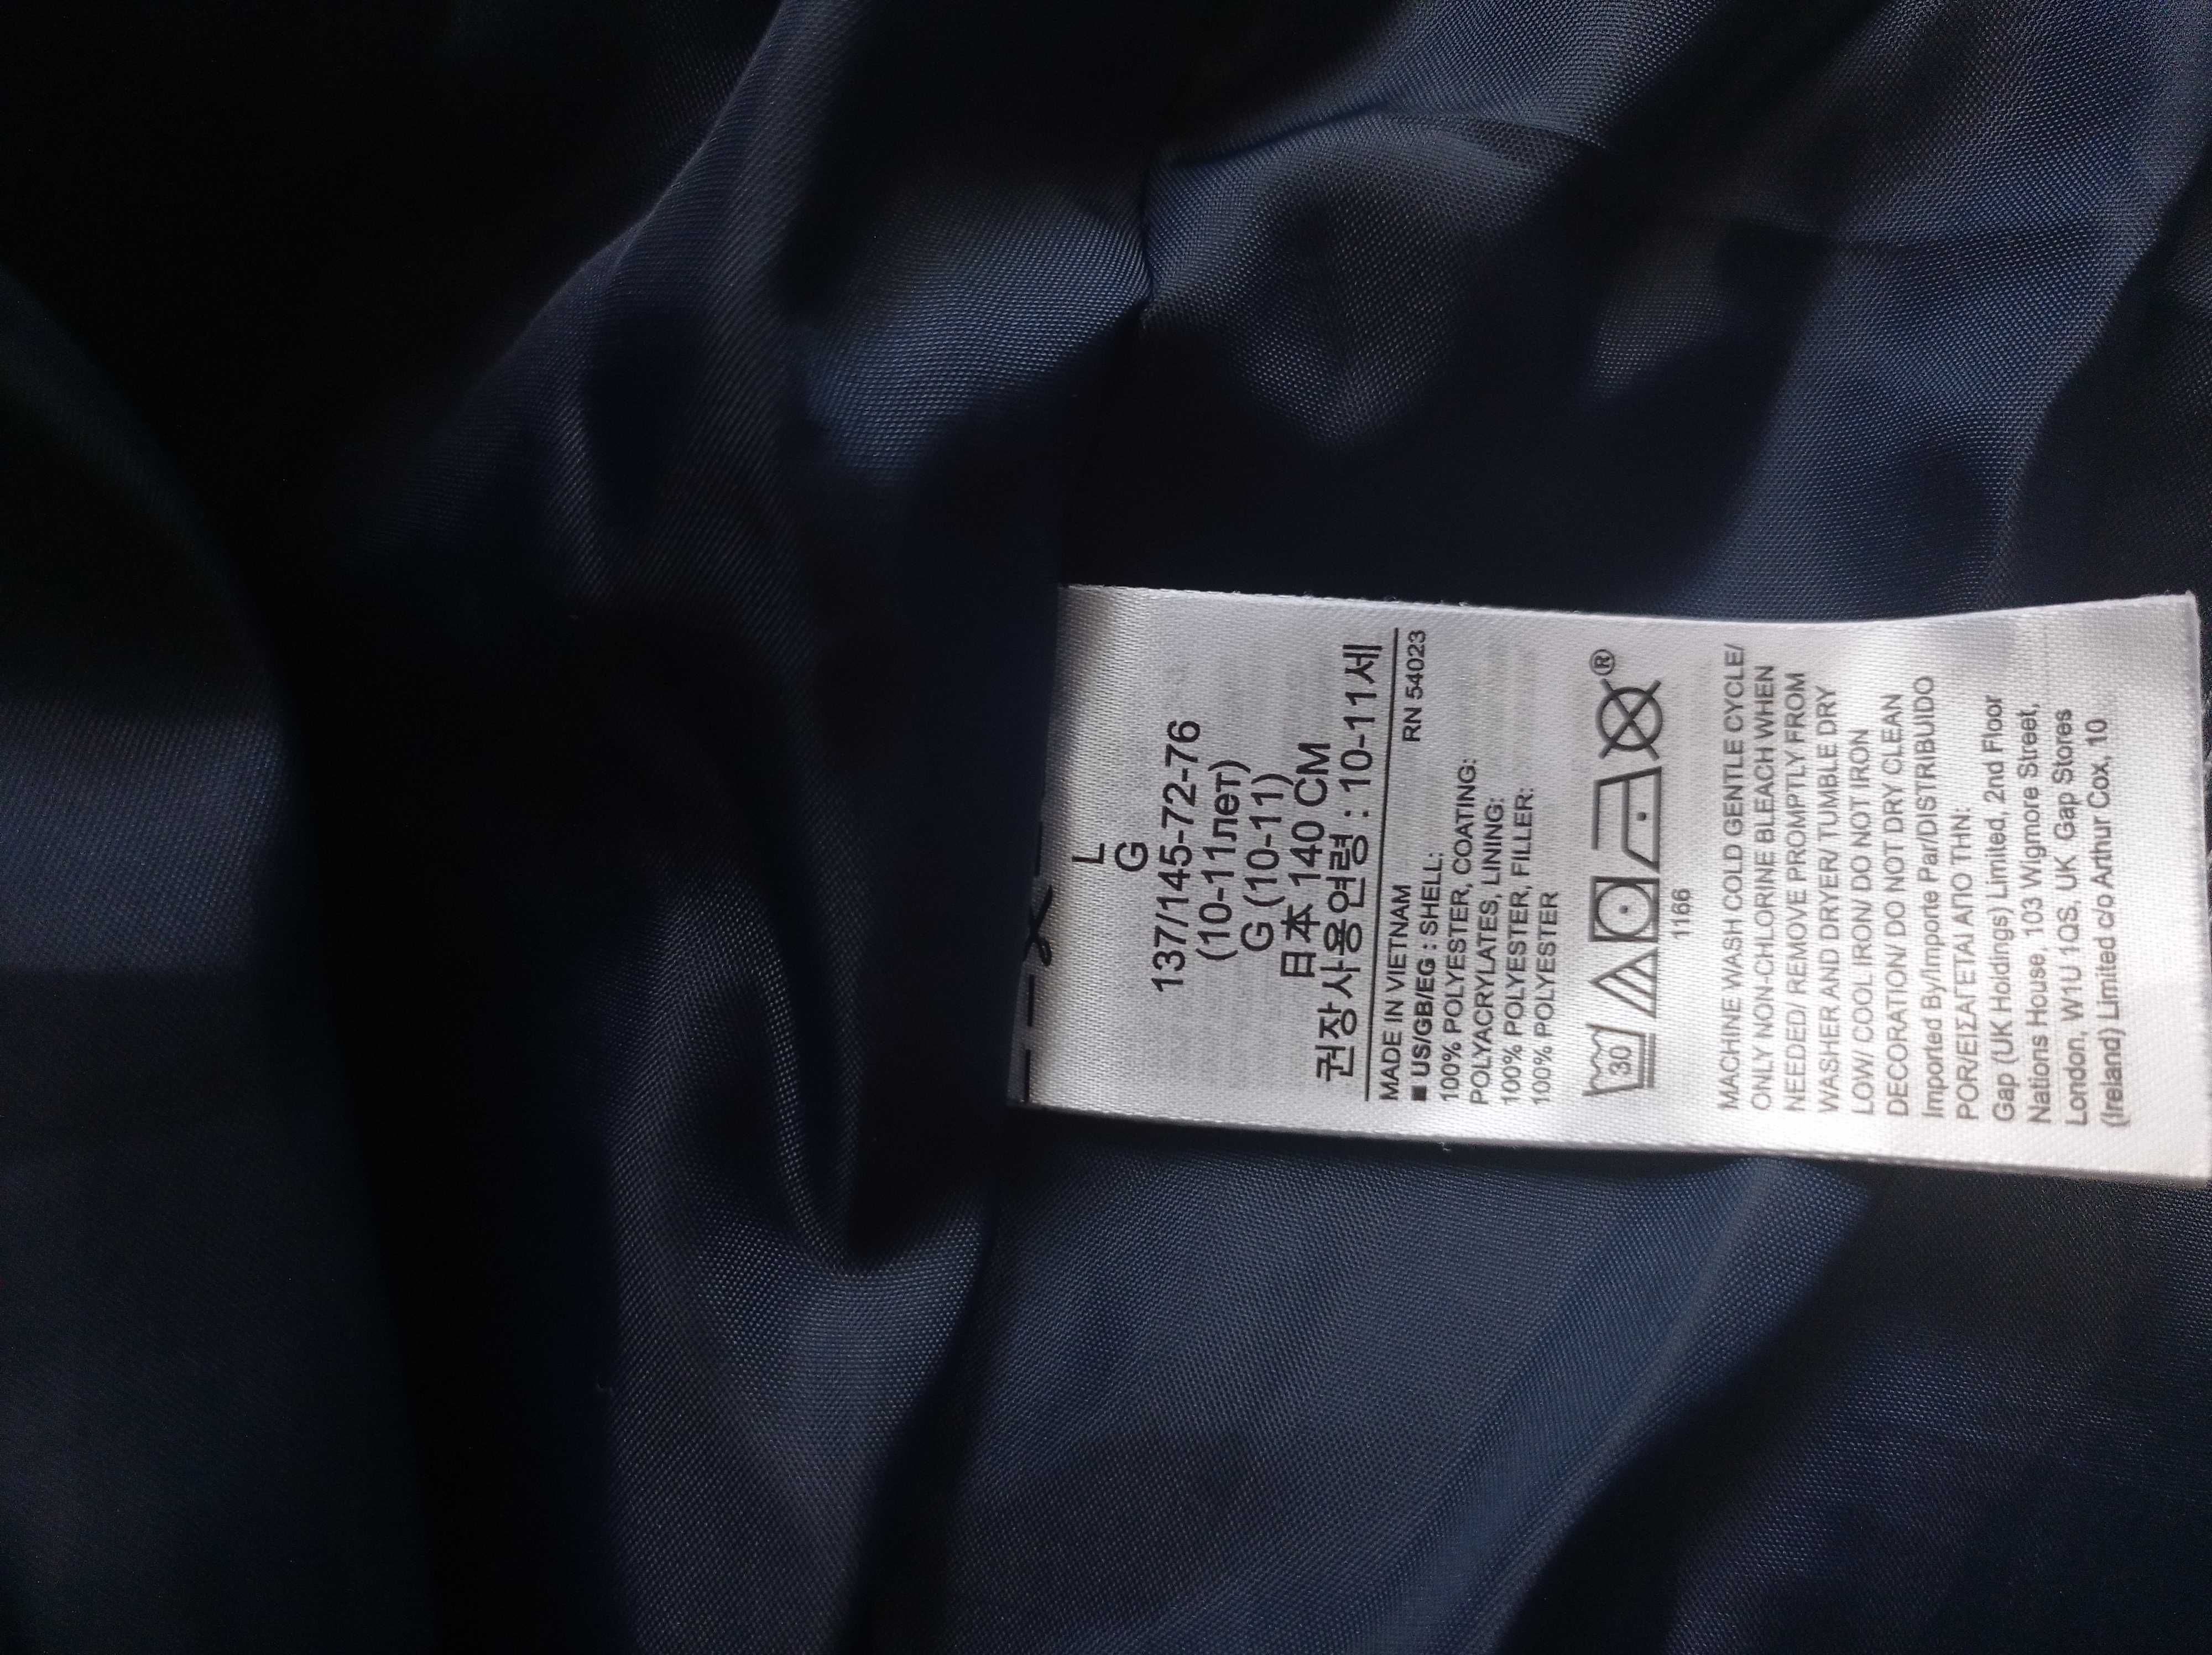 L
G
137/145-72-76
(10-11лет)
G (10-11)
日本 140 CM
권장사용연령 : 10-11세
MADE IN VIETNAM RN 54023
■ US/GB/EG : SHELL:
100% POLYESTER, COATING:
POLYACRYLATES, LINING:
100% POLYESTER, FILLER:
100% POLYESTER
30 ®
1166
MACHINE WASH COLD GENTLE CYCLE/
ONLY NON-CHLORINE BLEACH WHEN
NEEDED/ REMOVE PROMPTLY FROM
WASHER AND DRYER/ TUMBLE DRY
LOW/ COOL IRON/ DO NOT IRON
DECORATION/ DO NOT DRY CLEAN
Imported By/Importe Par/DISTRIBUIDO
POR/ΕΙΣΑΓΕΤΑΙ ΑΠΟ ΤΗΝ:
Gap (UK Holdings) Limited, 2nd Floor
Nations House, 103 Wigmore Street,
London, W1U 1QS, UK Gap Stores
(Ireland) Limited c/o Arthur Cox, 10